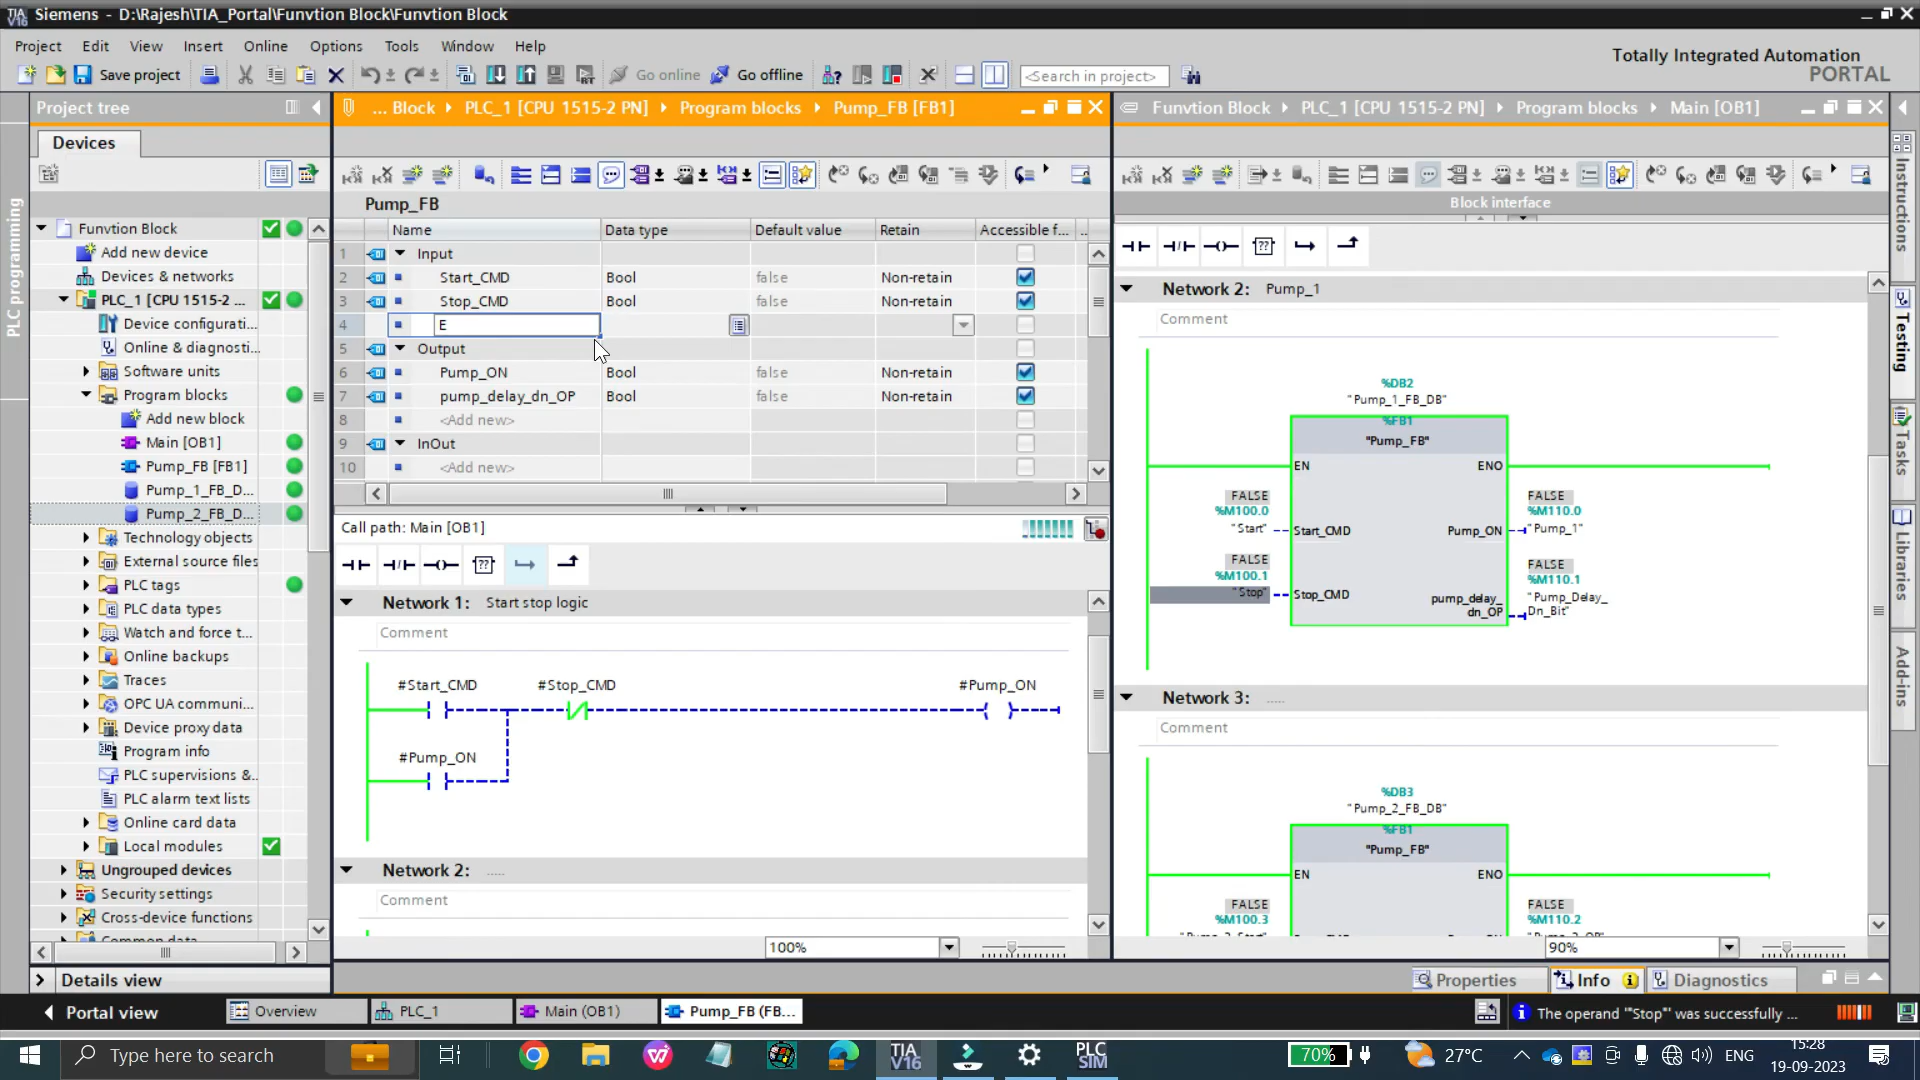 Siemens - D:\Rajesh\TIA_Portal\Funvtion Block\Funvtion Block
Project Edit View Insert Online Options Tools Window Help
Totally Integrated Automation
PORTAL
Save project
Go online
Go offline
<Search in project>
Project tree
Devices
PLC programming
Funvtion Block
Add new device
Devices & networks
PLC_1 [CPU 1515-2 ...
Device configurati...
Online & diagnosti...
Software units
Program blocks
Add new block
Main [OB1]
Pump_FB [FB1]
Pump_1_FB_D...
Pump_2_FB_D...
Technology objects
External source files
PLC tags
PLC data types
Watch and force t...
Online backups
Traces
OPC UA communi...
Device proxy data
Program info
PLC supervisions &..
PLC alarm text lists
Online card data
Local modules
Ungrouped devices
Security settings
Cross-device functions
Details view
... Block PLC_1 [CPU 1515-2 PN] Program blocks Pump_FB [FB1]
Pump_FB
Name Data type Default value Retain Accessible f... ..
1 Input
2 Start_CMD Bool false Non-retain
3 Stop_CMD Bool false Non-retain
4 E
5 Output
6 Pump_ON Bool false Non-retain
7 pump_delay_dn_OP Bool false Non-retain
8 <Add new>
9 InOut
10 <Add new>
Call path: Main [OB1]
??
Network 1: Start stop logic
Comment
#Start_CMD #Stop_CMD #Pump_ON
#Pump_ON
Network 2: .....
Comment
100%
Funvtion Block PLC_1 [CPU 1515-2 PN] Program blocks Main [OB1]
Block interface
??
Network 2: Pump_1
Comment
%DB2
"Pump_1_FB_DB"
%FB1
"Pump_FB"
EN ENO
FALSE FALSE
%M100.0 %M110.0
"Start" Start_CMD Pump_ON "Pump_1"
FALSE FALSE
%M100.1 %M110.1
"Stop" Stop_CMD pump_delay_ "Pump_Delay_
dn_OP Dn_Bit"
Network 3: .....
Comment
%DB3
"Pump_2_FB_DB"
%FB1
"Pump_FB"
EN ENO
FALSE FALSE
%M100.3 %M110.2
90%
Instructions
Testing
Tasks
Libraries
Add-ins
Properties Info Diagnostics
Portal view Overview PLC_1 Main (OB1) Pump_FB (FB...
The operand '"Stop"' was successfully ...
Type here to search
TIA
V16
PLC
SIM
70%
27°C
ENG
15:28
19-09-2023